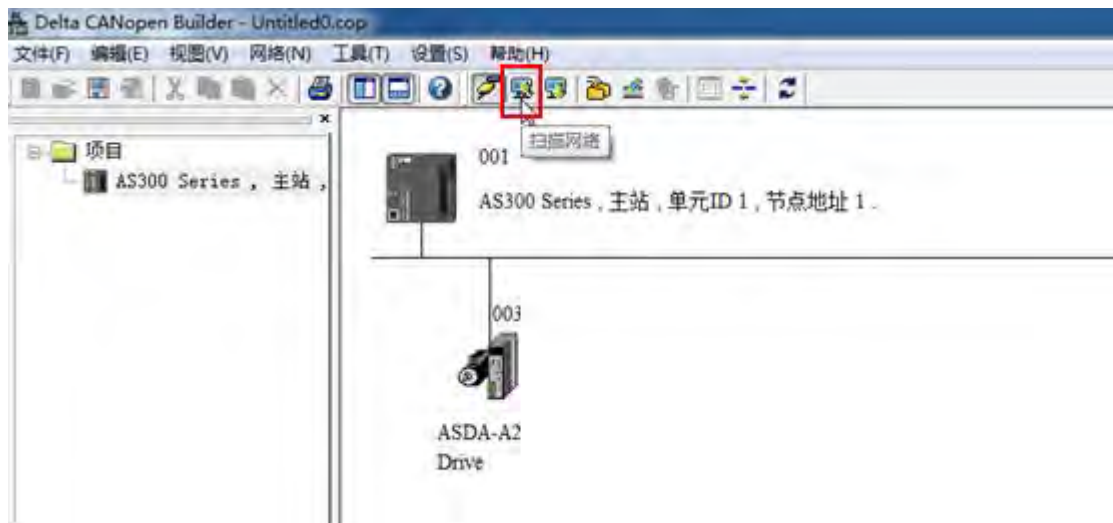 Delta CANopen Builder - Untitled0.cop
文件(F) 编辑(E) 视图(V) 网络(N) 工具(T) 设置(S) 帮助(H)
扫描网络
项目
AS300 Series , 主站 ,
001
AS300 Series , 主站 , 单元ID 1 , 节点地址 1 .
003
ASDA-A2
Drive